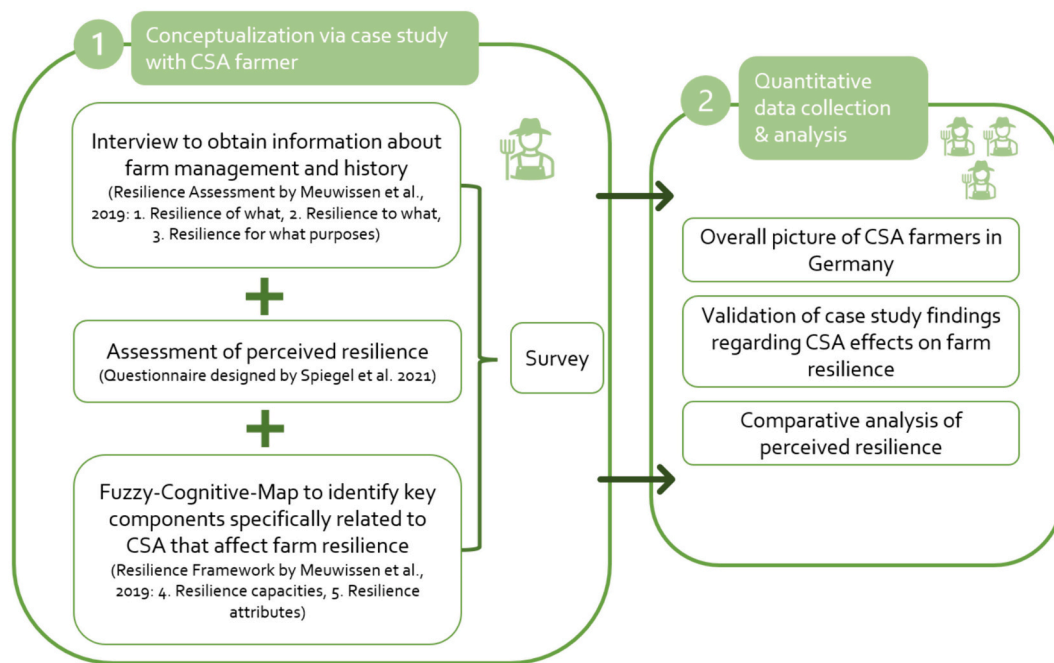 1
Conceptualization via case study
with CSA farmer
Interview to obtain information about
farm management and history
(Resilience Assessment by Meuwissen et al.,
2019: 1. Resilience of what, 2. Resilience to what,
3. Resilience for what purposes)
+
Assessment of perceived resilience
(Questionnaire designed by Spiegel et al. 2021)
+
Fuzzy-Cognitive-Map to identify key
components specifically related to
CSA that affect farm resilience
(Resilience Framework by Meuwissen et al.,
2019: 4. Resilience capacities, 5. Resilience
attributes)
Survey
2
Quantitative
data collection
& analysis
Overall picture of CSA farmers in
Germany
Validation of case study findings
regarding CSA effects on farm
resilience
Comparative analysis of
perceived resilience